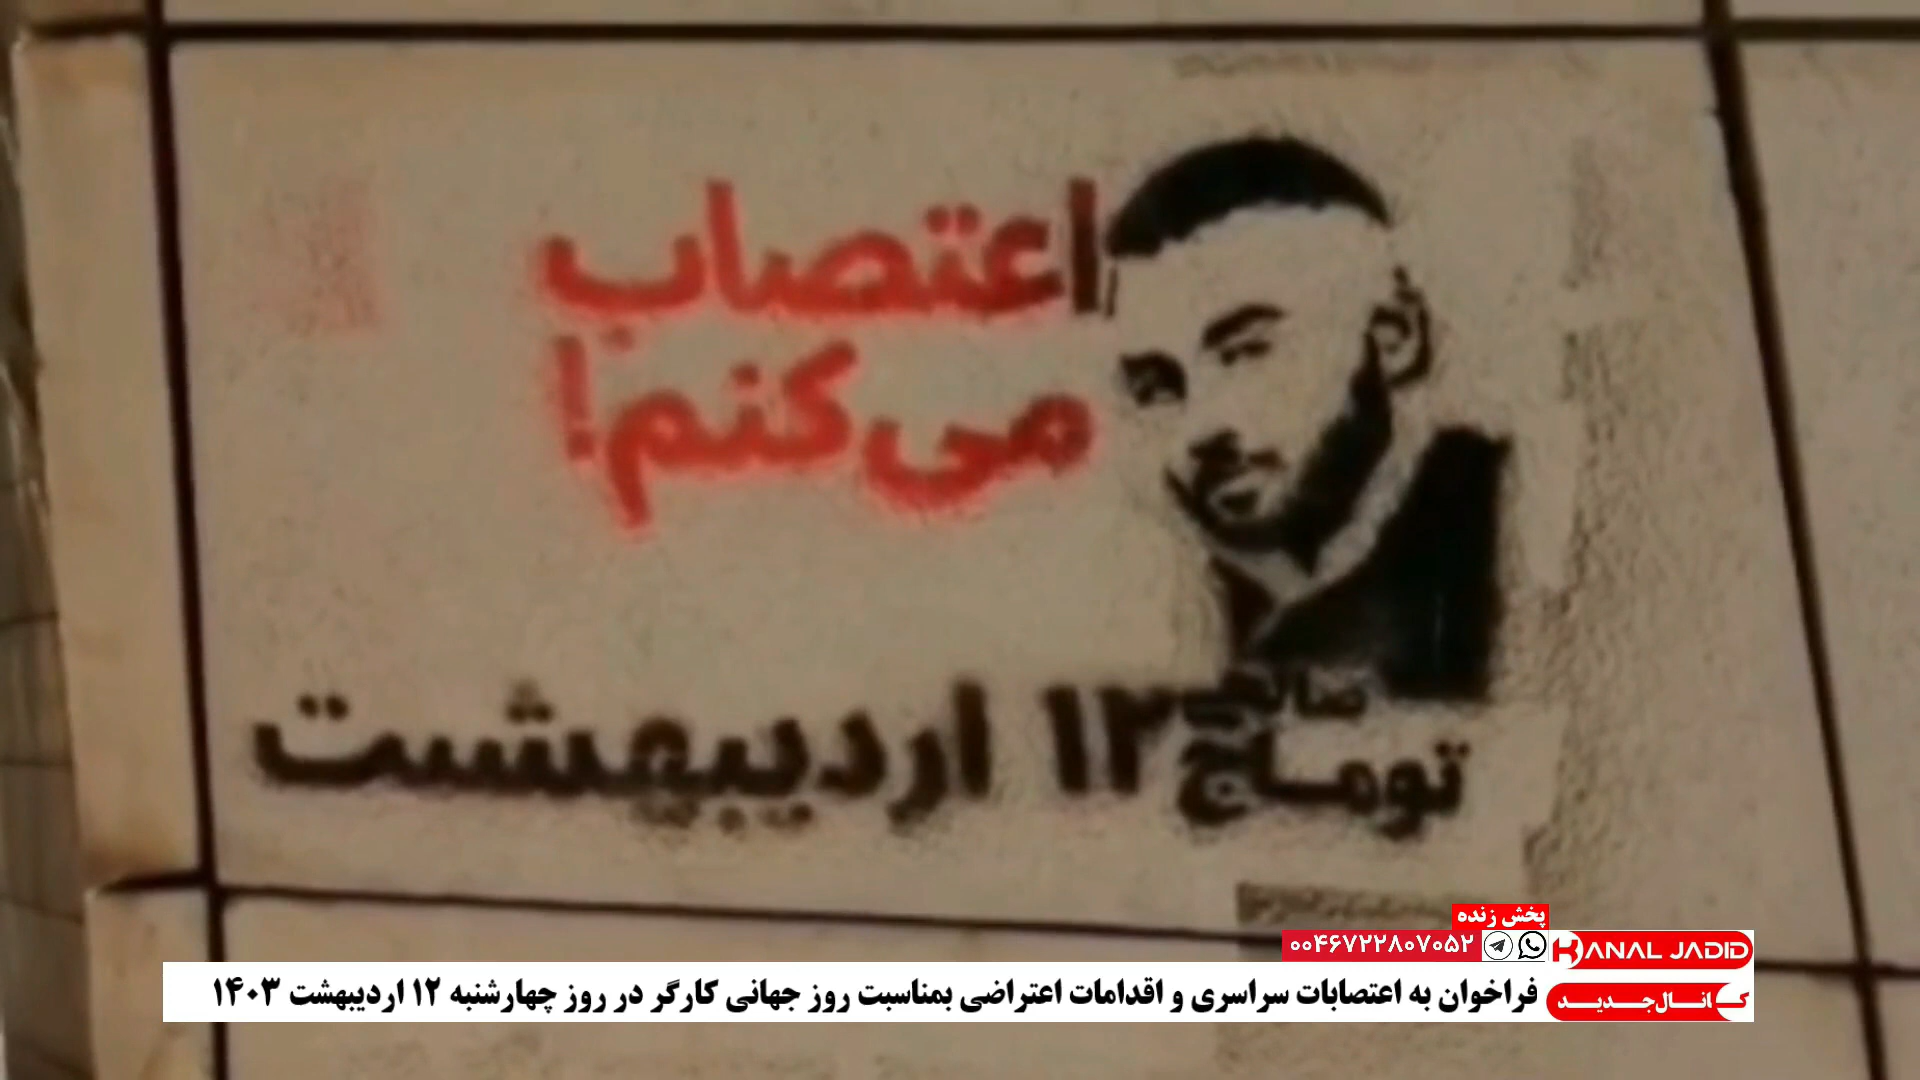 اعتصاب
می‌کنم!
صالحی
توماج
۱۲ اردیبهشت
پخش زنده
۰۰۴۶۷۲۲۸۰۷۰۵۲
KANAL JADID
کانال جدید
فراخوان به اعتصابات سراسری و اقدامات اعتراضی بمناسبت روز جهانی کارگر در روز چهارشنبه ۱۲ اردیبهشت ۱۴۰۳